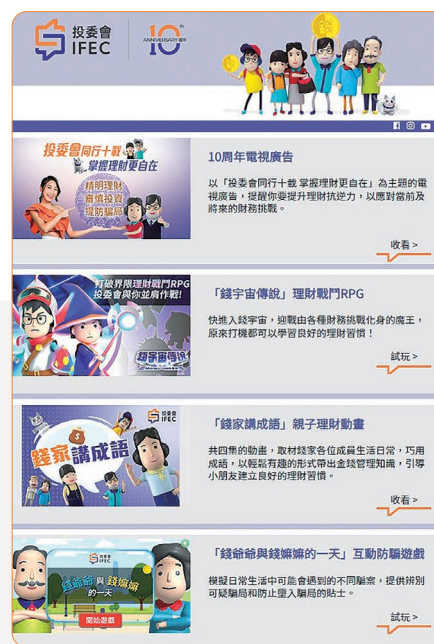 投委會
IFEC
10
ANNIVERSARY 週年
投委會同行十載
掌握理財更自在
精明理財
審慎投資
提防騙局
10周年電視廣告
以「投委會同行十載 掌握理財更自在」為主題的電
視廣告，提醒你要提升理財抗逆力，以應對當前及
將來的財務挑戰。
收看 >
打破界限理財戰鬥RPG
投委會與你並肩作戰!
錢宇宙傳說
「錢宇宙傳說」理財戰鬥RPG
快進入錢宇宙，迎戰由各種財務挑戰化身的魔王，
原來打機都可以學習良好的理財習慣！
試玩 >
投委會
IFEC
錢家講成語
「錢家講成語」親子理財動畫
共四集的動畫，取材錢家各位成員生活日常，巧用
成語，以輕鬆有趣的形式帶出金錢管理知識，引導
小朋友建立良好的理財習慣。
收看 >
投委會
IFEC
錢爺爺與錢嫲嫲
的一天
開始遊戲
「錢爺爺與錢嫲嫲的一天」互動防騙遊戲
模擬日常生活中可能會遇到的不同騙案，提供辨別
可疑騙局和防止墮入騙局的貼士。
試玩 >